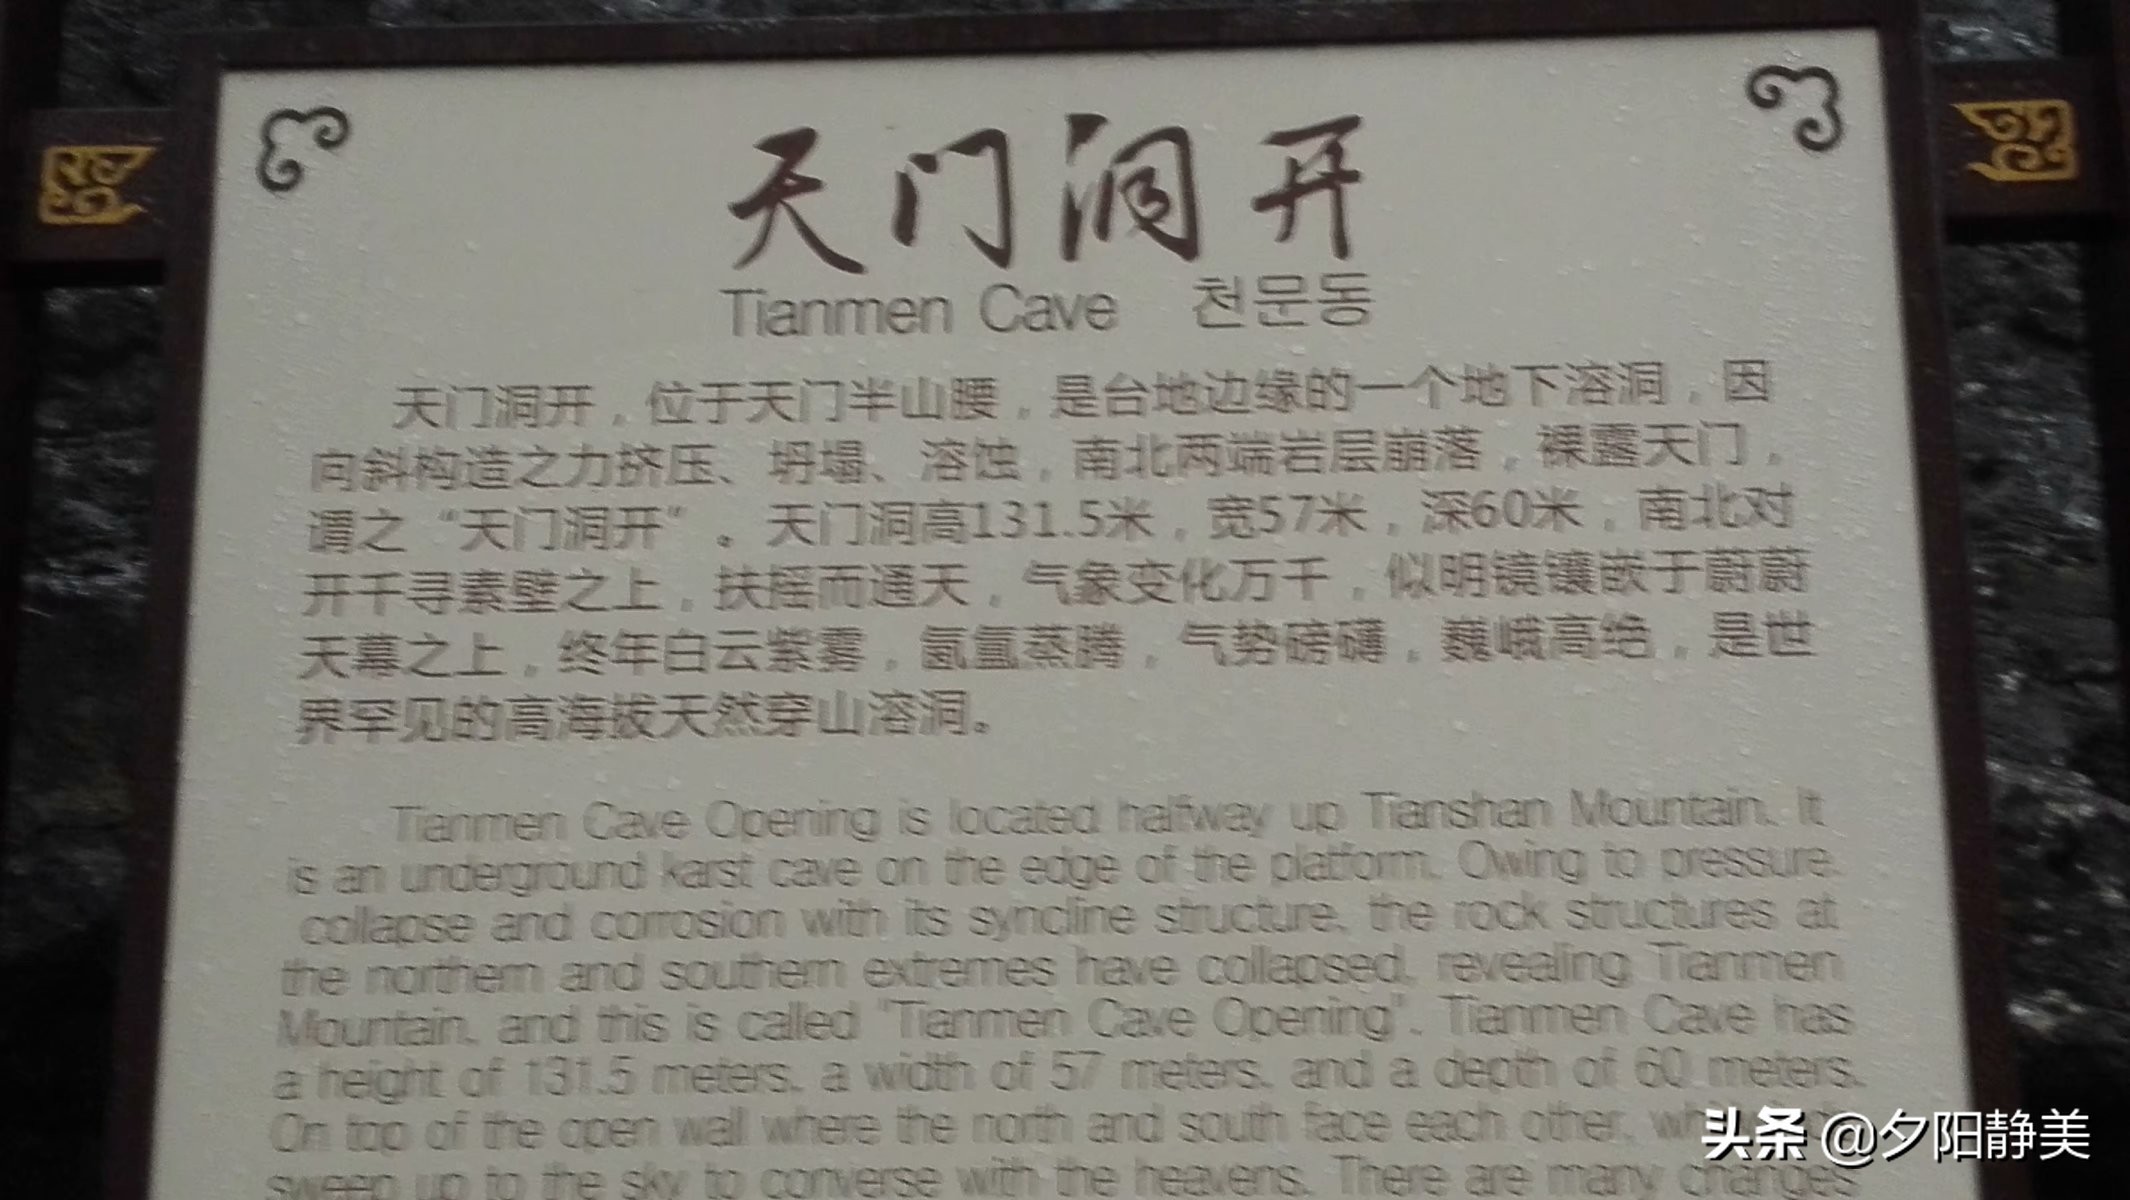 天门洞开
Tianmen Cave 천문동
天门洞开，位于天门半山腰，是台地边缘的一个地下溶洞，因
向斜构造之力挤压、坍塌、溶蚀，南北两端岩层崩落，裸露天门，
谓之“天门洞开”。天门洞高131.5米，宽57米，深60米，南北对
开千寻素壁之上，扶摇而通天，气象变化万千，似明镜镶嵌于蔚蔚
天幕之上，终年白云紫雾，氤氲蒸腾，气势磅礴，巍峨高绝，是世
界罕见的高海拔天然穿山溶洞。
Tianmen Cave Opening is located halfway up Tianshan Mountain. It
is an underground karst cave on the edge of the platform. Owing to pressure,
collapse and corrosion with its syncline structure, the rock structures at
the northern and southern extremes have collapsed, revealing Tianmen
Mountain, and this is called "Tianmen Cave Opening". Tianmen Cave has
a height of 131.5 meters, a width of 57 meters, and a depth of 60 meters.
On top of the open wall where the north and south face each other,
sweep up to the sky to converse with the heavens. There are many changes
头条 @夕阳静美